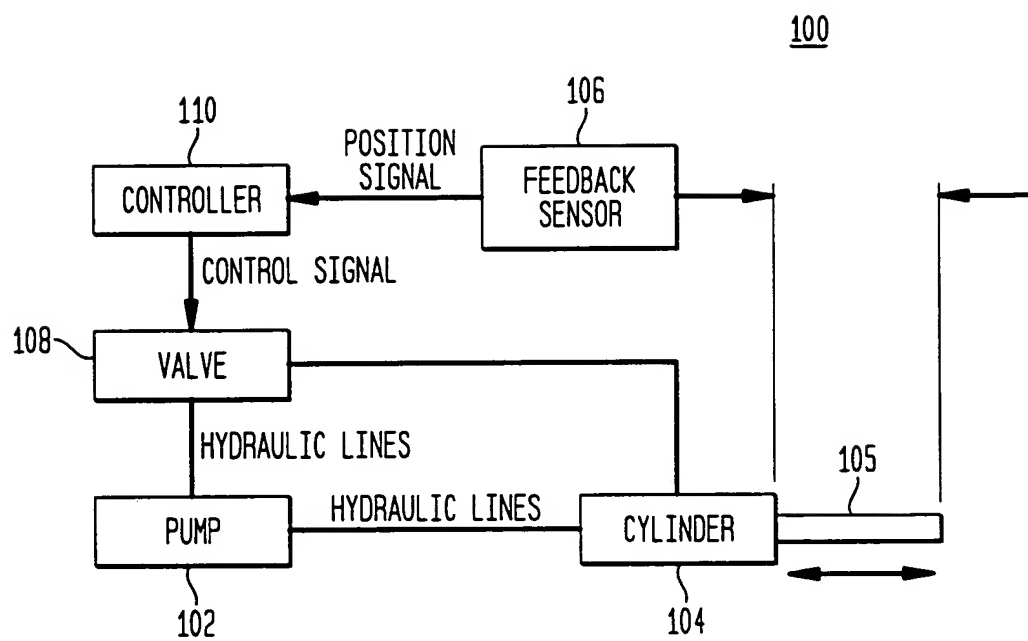 100
106
110
POSITION
SIGNAL
FEEDBACK
SENSOR
CONTROLLER
CONTROL SIGNAL
108
VALVE
HYDRAULIC LINES
105
HYDRAULIC LINES
PUMP
CYLINDER
102
104